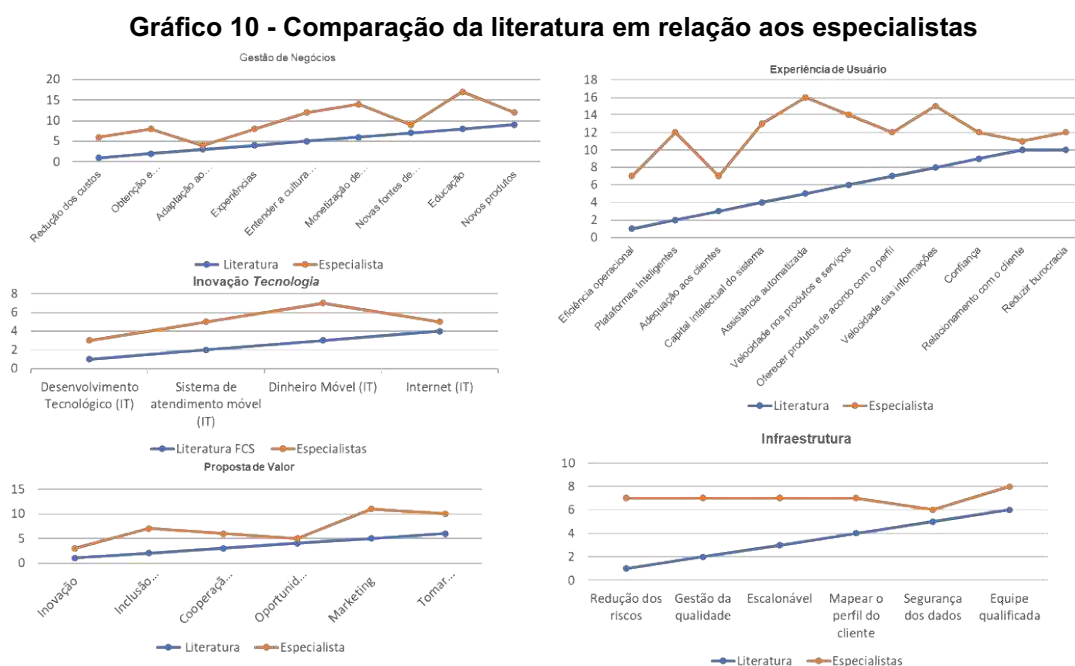 Gráfico 10 - Comparação da literatura em relação aos especialistas
Gestão de Negócios
20
15
10
5
0
Redução dos custos
Obtenção e...
Adaptação ao...
Experiências
Entender a cultura...
Monetização de...
Novas fontes de...
Educação
Novos produtos
Literatura
Especialista
Inovação Tecnologia
8
6
4
2
0
Desenvolvimento
Tecnológico (IT)
Sistema de
atendimento móvel
(IT)
Dinheiro Móvel (IT)
Internet (IT)
Literatura FCS
Especialistas
Proposta de Valor
15
10
5
0
Inovação
Inclusão...
Cooperaçã...
Oportunid...
Marketing
Tomar...
Literatura
Especialista
Experiência de Usuário
18
16
14
12
10
8
6
4
2
0
Eficiência operacional
Plataformas Inteligentes
Adequação aos clientes
Capital Intelectual do sistema
Assistência automatizada
Velocidade nos produtos e serviços
Oferecer produtos de acordo com o perfil
Velocidade das informações
Confiança
Relacionamento com o cliente
Reduzir burocracia
Literatura
Especialista
Infraestrutura
10
8
6
4
2
0
Redução dos
riscos
Gestão da
qualidade
Escalonável
Mapear o
perfil do
cliente
Segurança
dos dados
Equipe
qualificada
Literatura
Especialistas